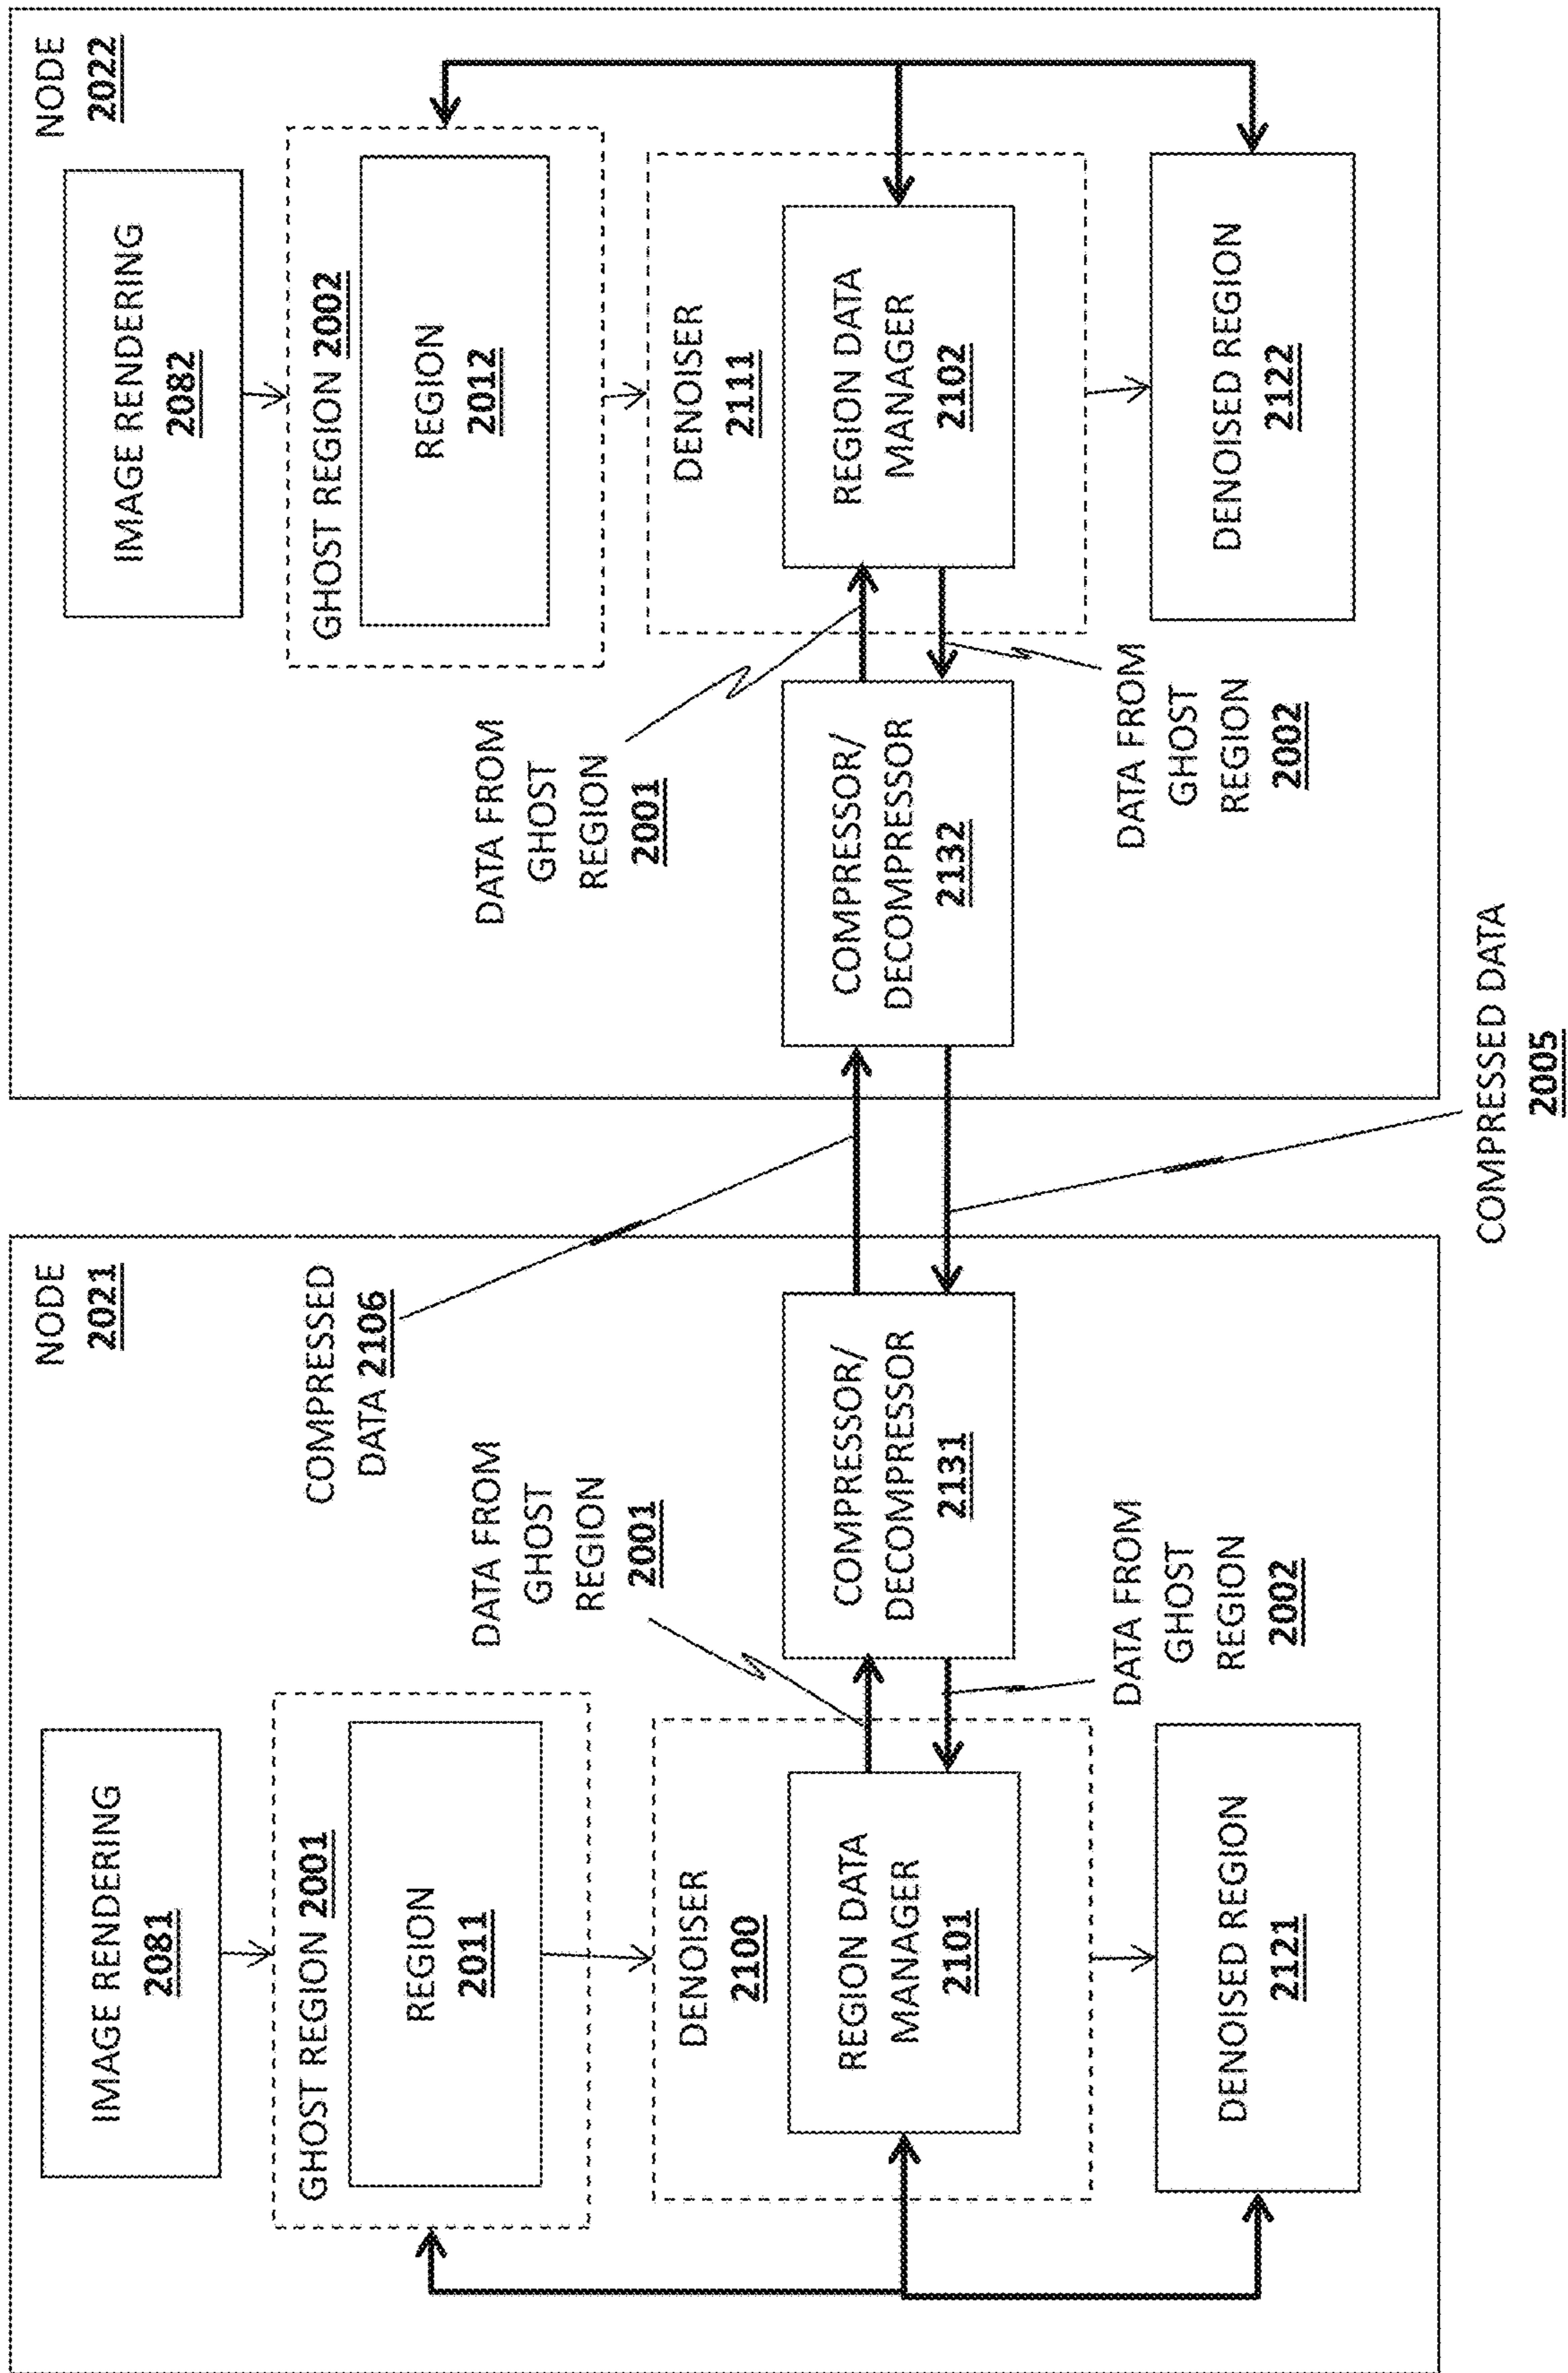 NODE
2021
IMAGE RENDERING
2081
GHOST REGION 2001
REGION
2011
DENOISER
2100
REGION DATA
MANAGER
2101
DENOISED REGION
2121
COMPRESSED
DATA 2106
DATA FROM
GHOST
REGION
2001
COMPRESSOR/
DECOMPRESSOR
2131
DATA FROM
GHOST
REGION
2002
NODE
2022
IMAGE RENDERING
2082
GHOST REGION 2002
REGION
2012
DENOISER
2111
REGION DATA
MANAGER
2102
DENOISED REGION
2122
DATA FROM
GHOST
REGION
2001
COMPRESSOR/
DECOMPRESSOR
2132
DATA FROM
GHOST
REGION
2002
COMPRESSED DATA
2005